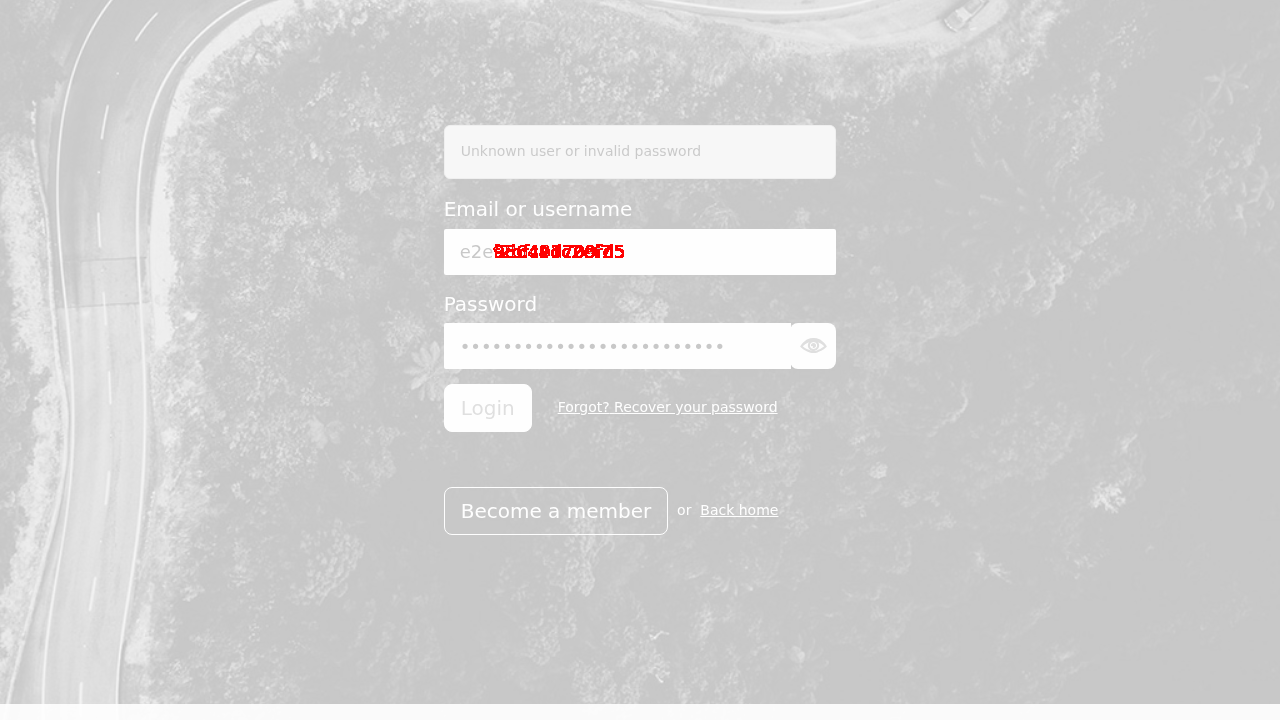 Unknown user or invalid password
Email or username
e2e
Password
Login
Forgot? Recover your password
Become a member
or Back home